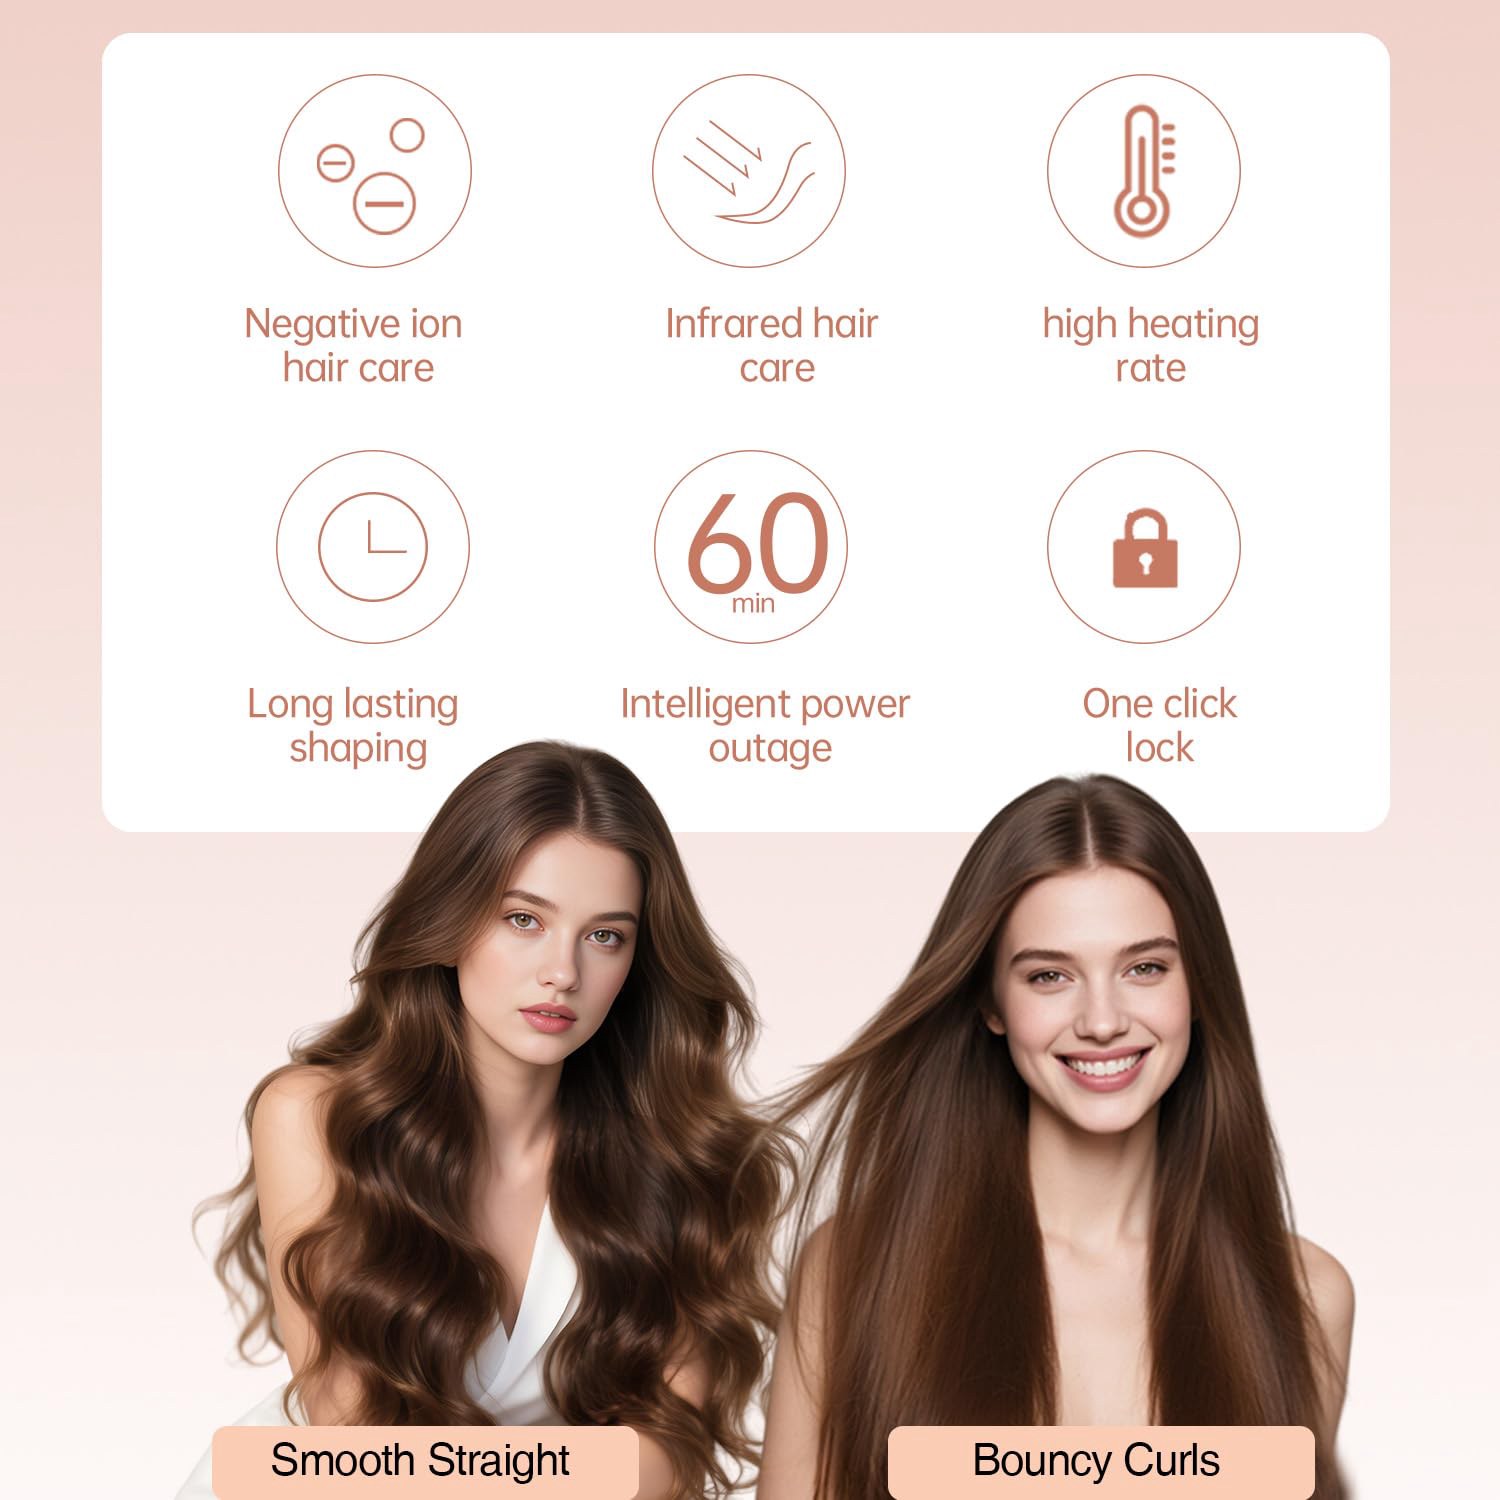 Negative ion
hair care
Infrared hair
care
high heating
rate
60
min
Long lasting
shaping
Intelligent power
outage
One click
lock
Smooth Straight
Bouncy Curls